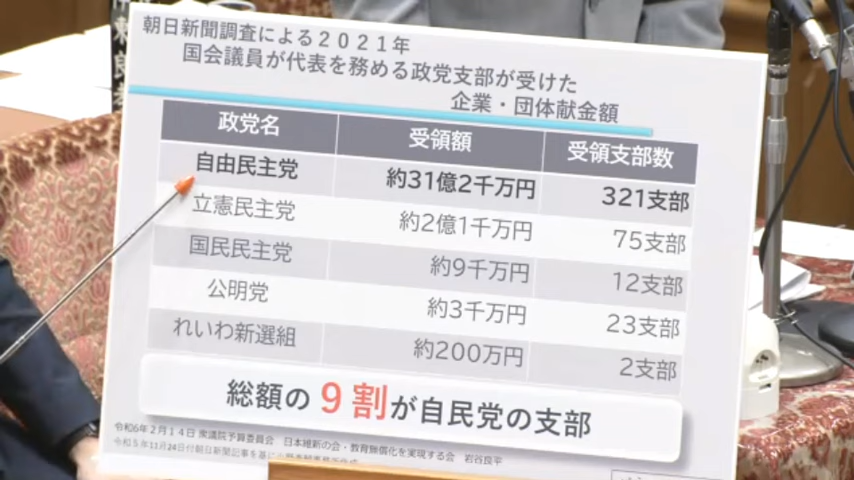 朝日新聞調査による2021年
国会議員が代表を務める政党支部が受けた
企業・団体献金額
政党名 受領額 受領支部数
自由民主党 約31億2千万円 321支部
立憲民主党 約2億1千万円 75支部
国民民主党 約9千万円 12支部
公明党 約3千万円 23支部
れいわ新選組 約200万円 2支部
総額の9割が自民党の支部
令和6年2月14日 衆議院予算委員会 日本維新の会・教育無償化を実現する会 岩谷良平
令和5年11月24日付朝日新聞記事を基に